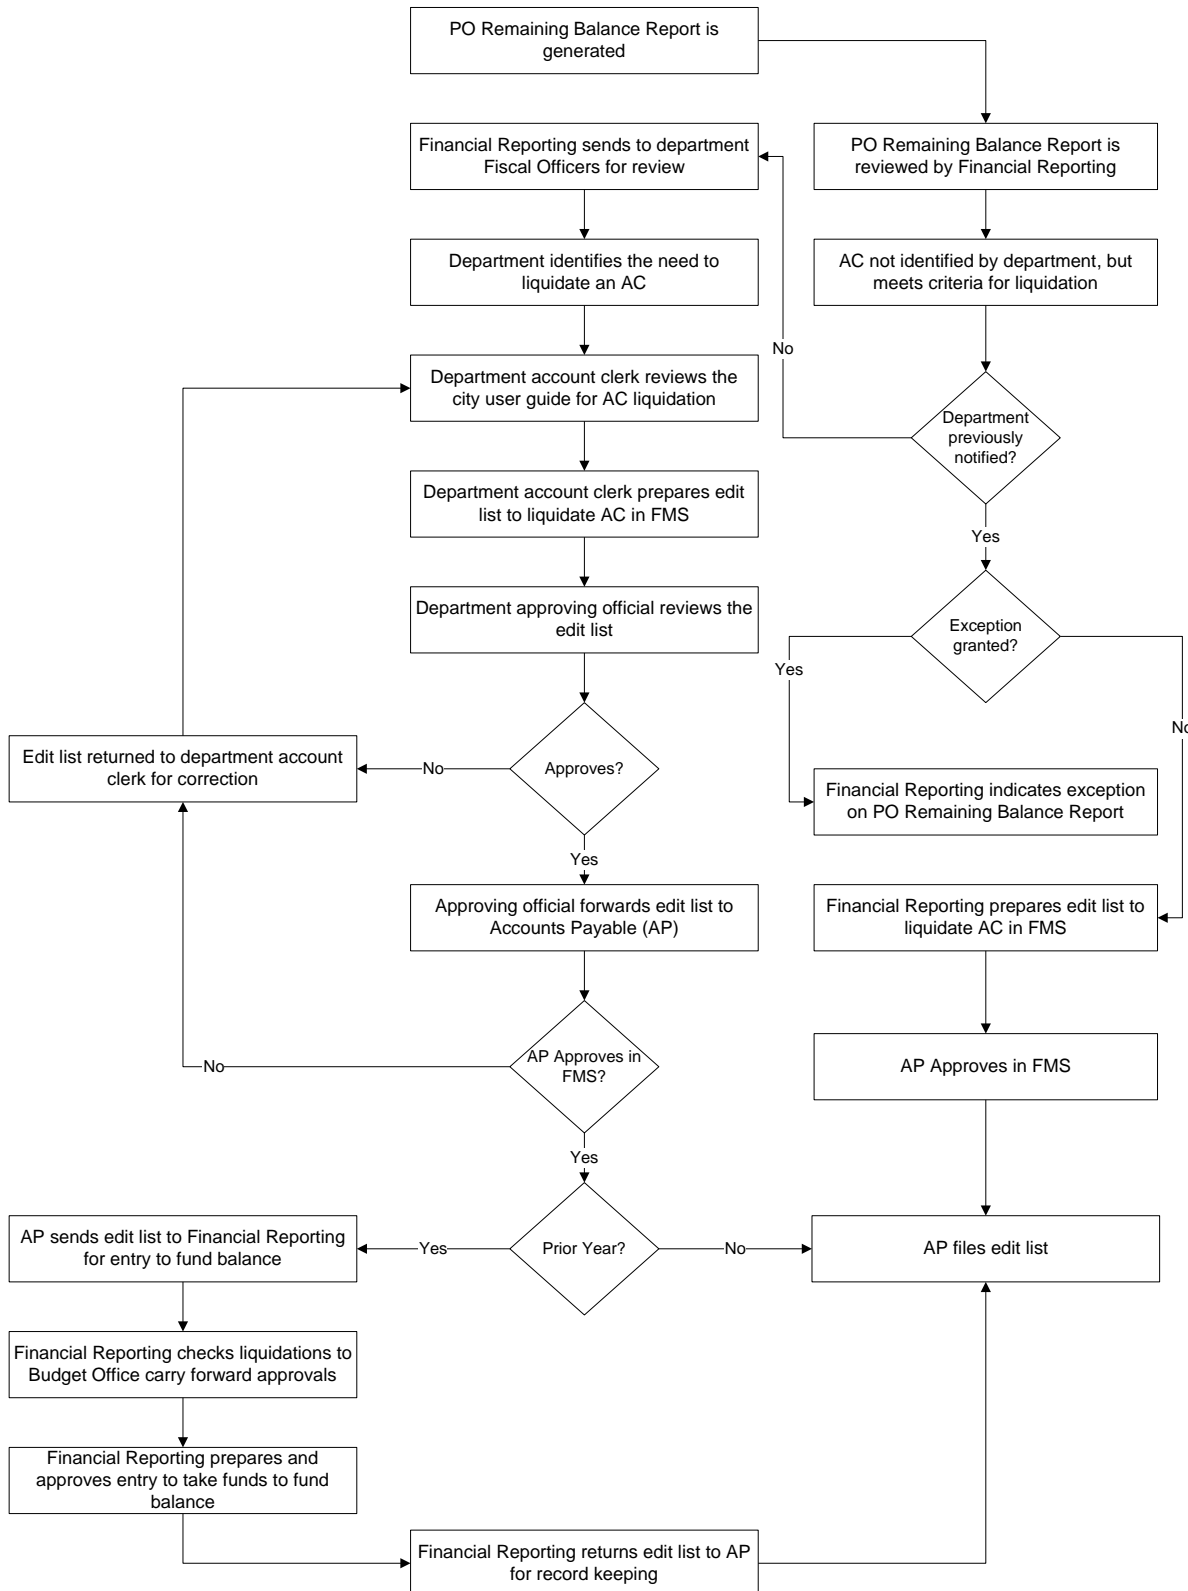 PO Remaining Balance Report is
generated
Financial Reporting sends to department
Fiscal Officers for review
PO Remaining Balance Report is
reviewed by Financial Reporting
Department identifies the need to
liquidate an AC
AC not identified by department, but
meets criteria for liquidation
No
Department account clerk reviews the
city user guide for AC liquidation
Department
previously
notified?
Department account clerk prepares edit
list to liquidate AC in FMS
Yes
Department approving official reviews the
edit list
Exception
granted?
Yes
No
Edit list returned to department account
clerk for correction
No
Approves?
Financial Reporting indicates exception
on PO Remaining Balance Report
Yes
Approving official forwards edit list to
Accounts Payable (AP)
Financial Reporting prepares edit list to
liquidate AC in FMS
No
AP Approves in
FMS?
AP Approves in FMS
Yes
AP sends edit list to Financial Reporting
for entry to fund balance
Yes
Prior Year?
No
AP files edit list
Financial Reporting checks liquidations to
Budget Office carry forward approvals
Financial Reporting prepares and
approves entry to take funds to fund
balance
Financial Reporting returns edit list to AP
for record keeping